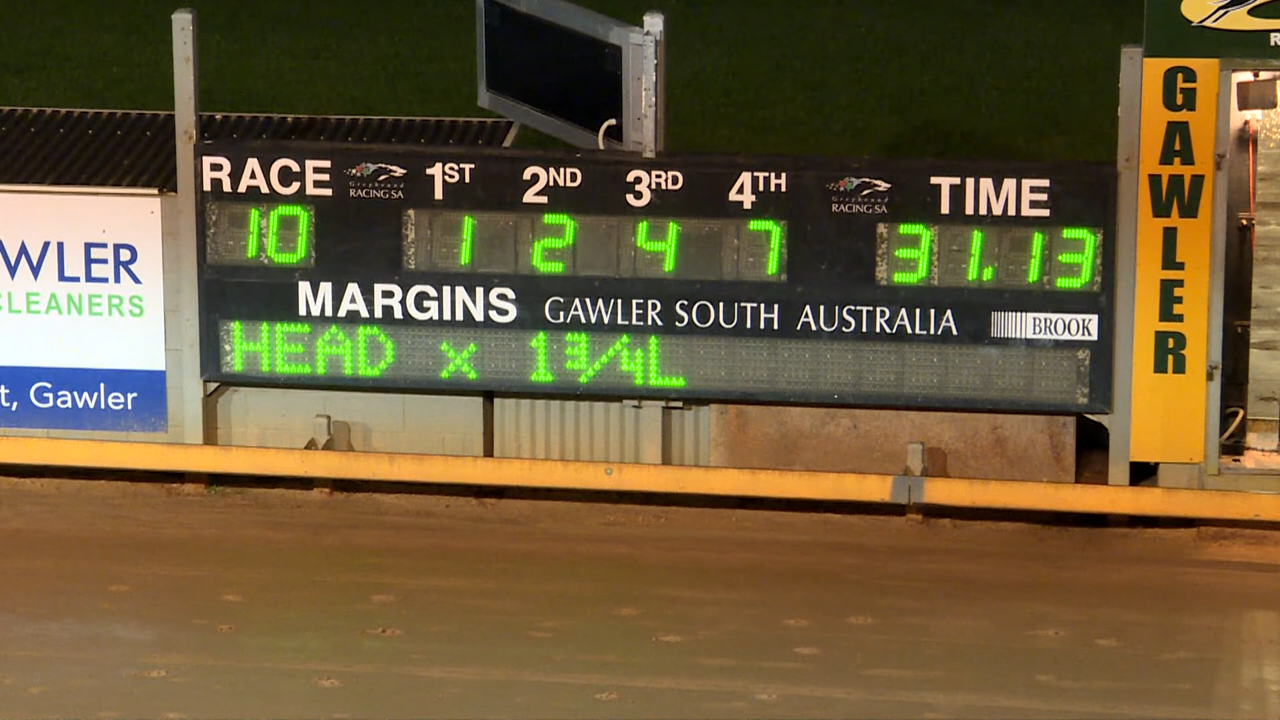 RACE
Greyhound
RACING SA
1ST 2ND 3RD 4TH
Greyhound
RACING SA
TIME
10 1 2 4 7 31.13
MARGINS GAWLER SOUTH AUSTRALIA BROOK
HEAD x 1¾L
WLER
CLEANERS
t, Gawler
R
GAWLER